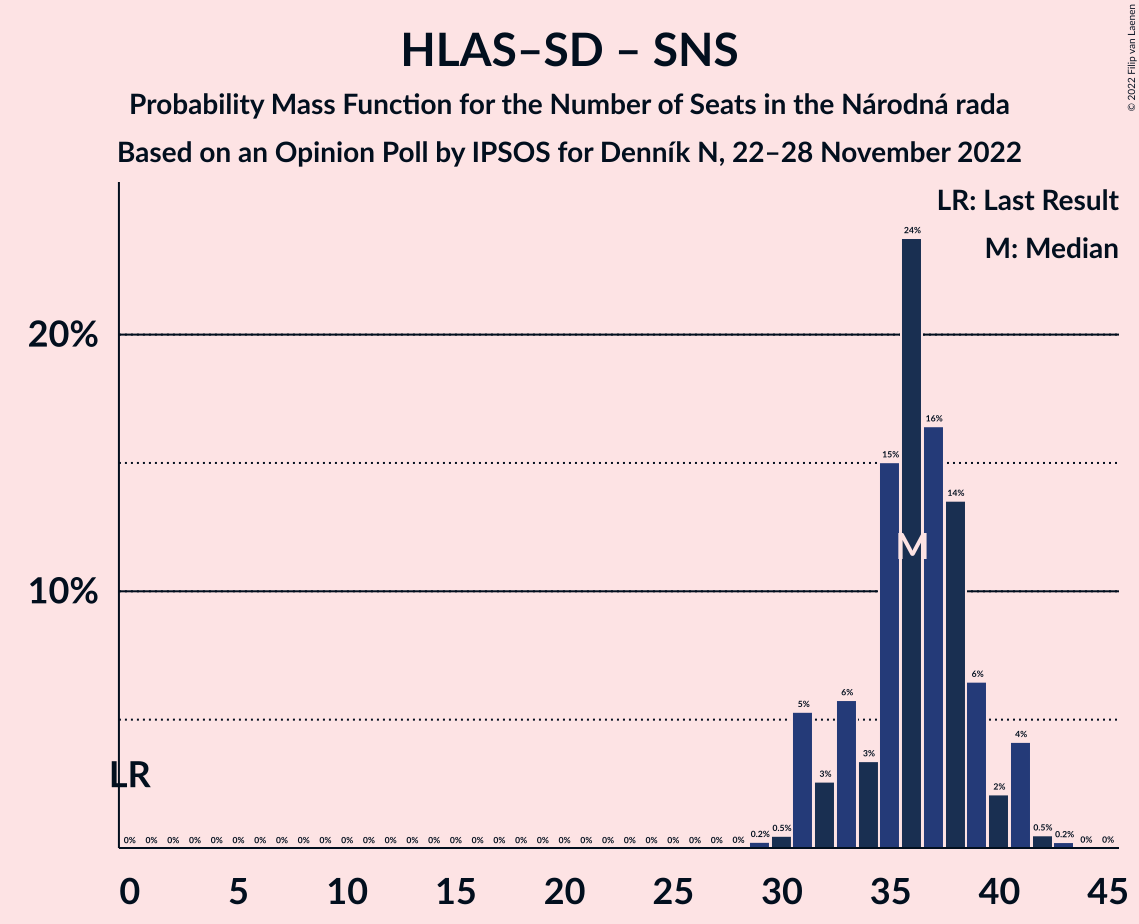 HLAS–SD – SNS
Probability Mass Function for the Number of Seats in the Národná rada
Based on an Opinion Poll by IPSOS for Denník N, 22–28 November 2022
© 2022 Filip van Laenen
LR: Last Result
M: Median
20%
10%
LR
M
0% 0% 0% 0% 0% 0% 0% 0% 0% 0% 0% 0% 0% 0% 0% 0% 0% 0% 0% 0% 0% 0% 0% 0% 0% 0% 0% 0% 0% 0.2% 0.5% 5% 3% 6% 3% 15% 24% 16% 14% 6% 2% 4% 0.5% 0.2% 0% 0%
0 5 10 15 20 25 30 35 40 45